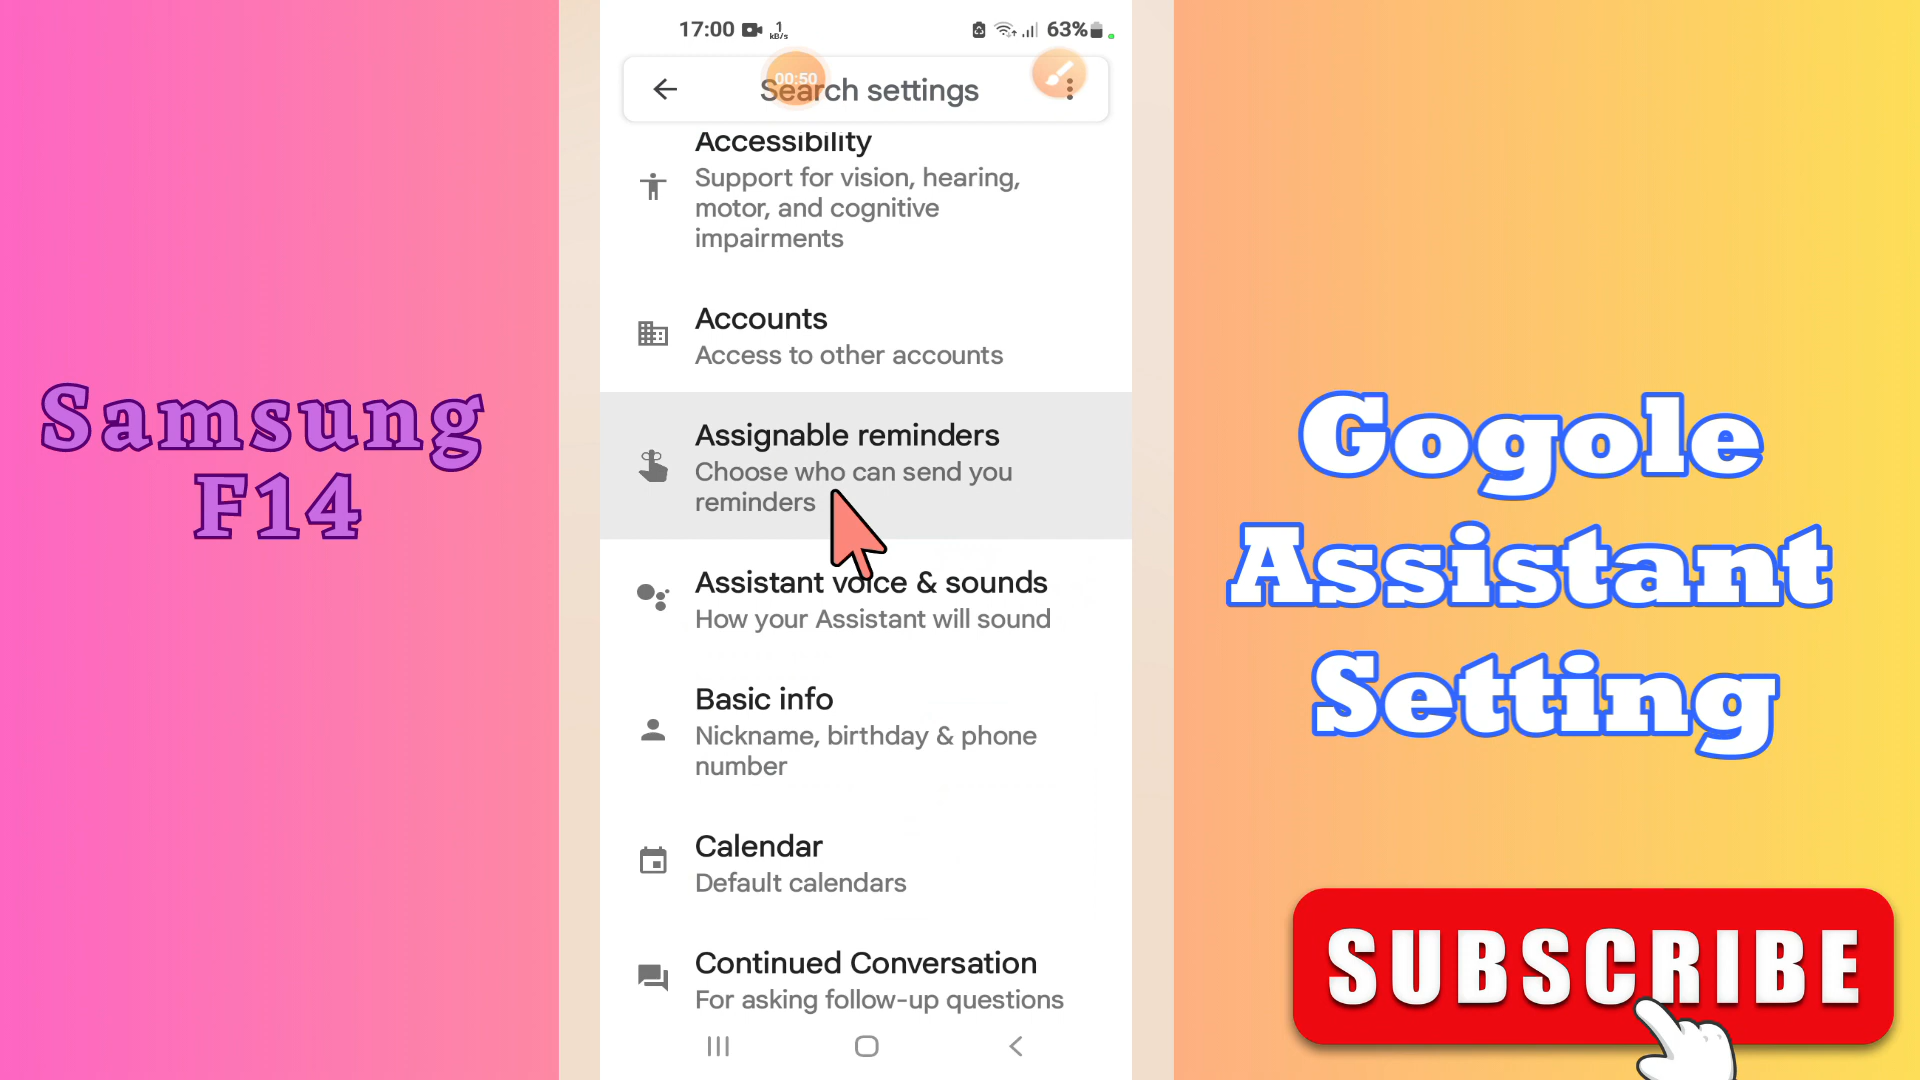 Samsung
F14
17:00
1
kB/s
63%
00:50
Search settings
Accessibility
Support for vision, hearing,
motor, and cognitive
impairments
Accounts
Access to other accounts
Assignable reminders
Choose who can send you
reminders
Assistant voice & sounds
How your Assistant will sound
Basic info
Nickname, birthday & phone
number
Calendar
Default calendars
Continued Conversation
For asking follow-up questions
Gogole
Assistant
Setting
SUBSCRIBE